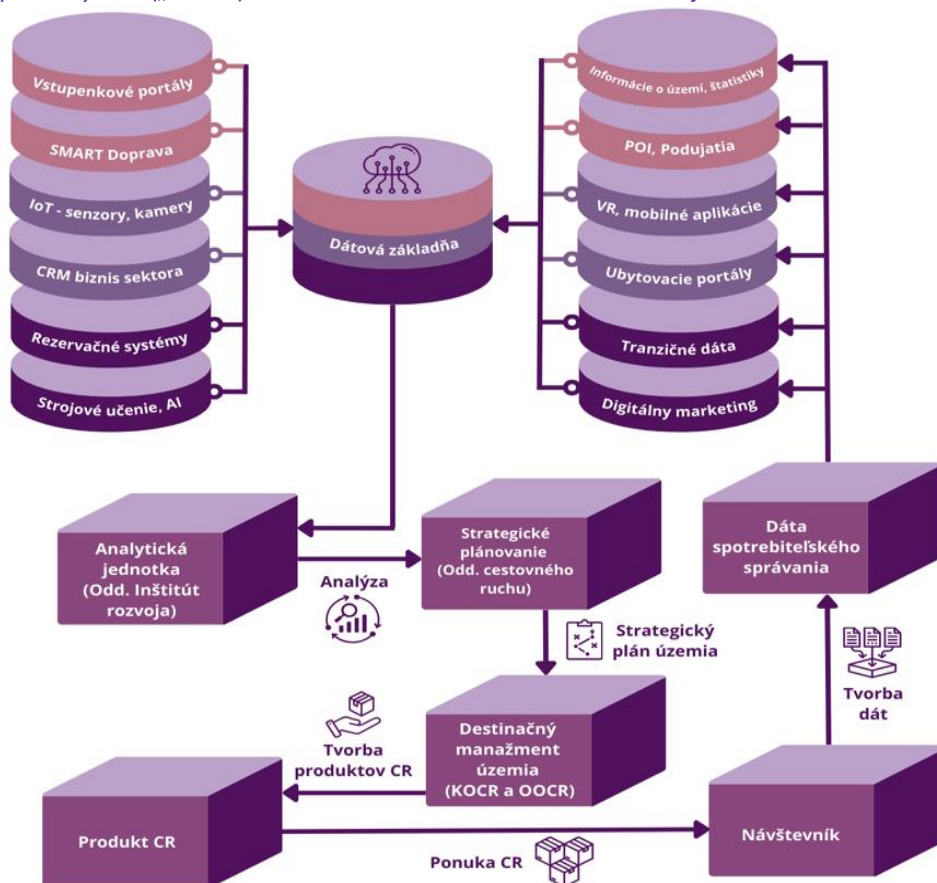 Vstupenkové portály
SMART Doprava
IoT - senzory, kamery
CRM biznis sektora
Rezervačné systémy
Strojové učenie, AI
Dátová základňa
Informácie o území, štatistiky
POI, Podujatia
VR, mobilné aplikácie
Ubytovacie portály
Tranzičné dáta
Digitálny marketing
Analytická
jednotka
(Odd. Inštitút
rozvoja)
Analýza
Strategické
plánovanie
(Odd. cestovného
ruchu)
Dáta
spotrebiteľského
správania
Strategický
plán územia
Tvorba
dát
Tvorba
produktov CR
Destinačný
manažment
územia
(KOCR a OOCR)
Produkt CR
Ponuka CR
Návštevník